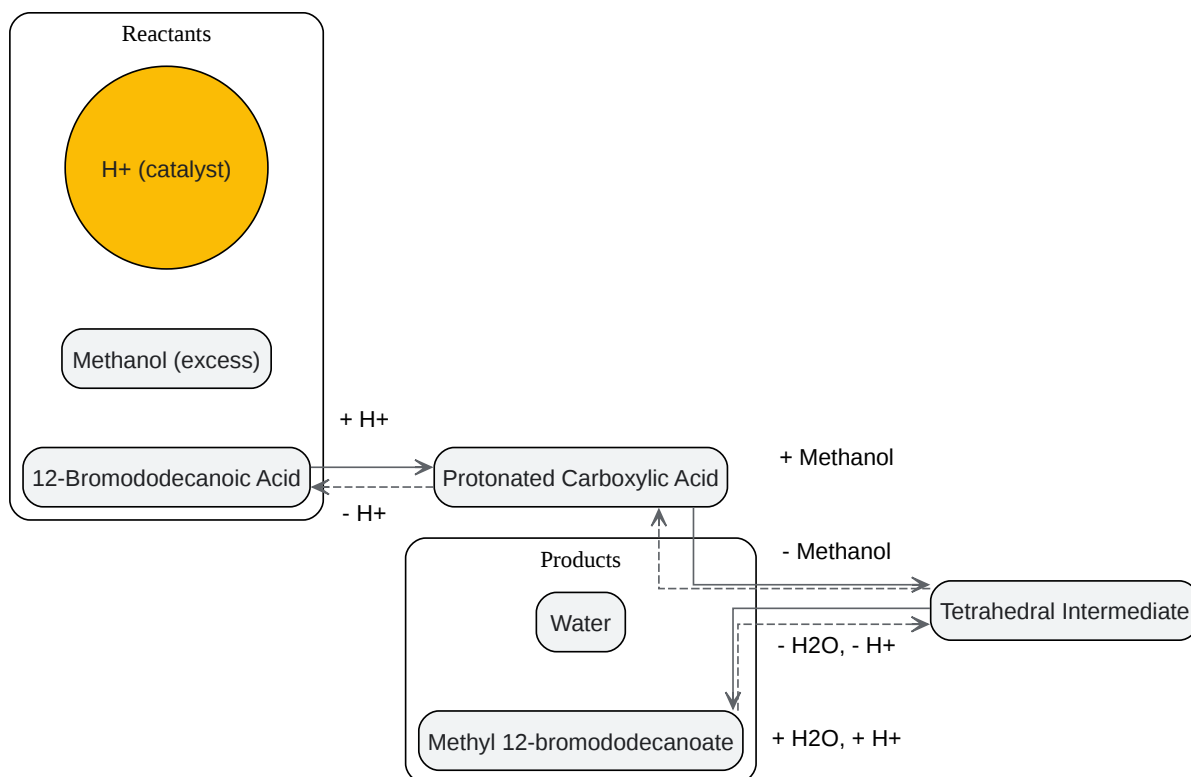 Reactants
H+ (catalyst)
Methanol (excess)
+ H+
12-Bromododecanoic Acid
Protonated Carboxylic Acid
+ Methanol
- H+
- Methanol
Products
Water
Tetrahedral Intermediate
- H2O, - H+
Methyl 12-bromododecanoate
+ H2O, + H+